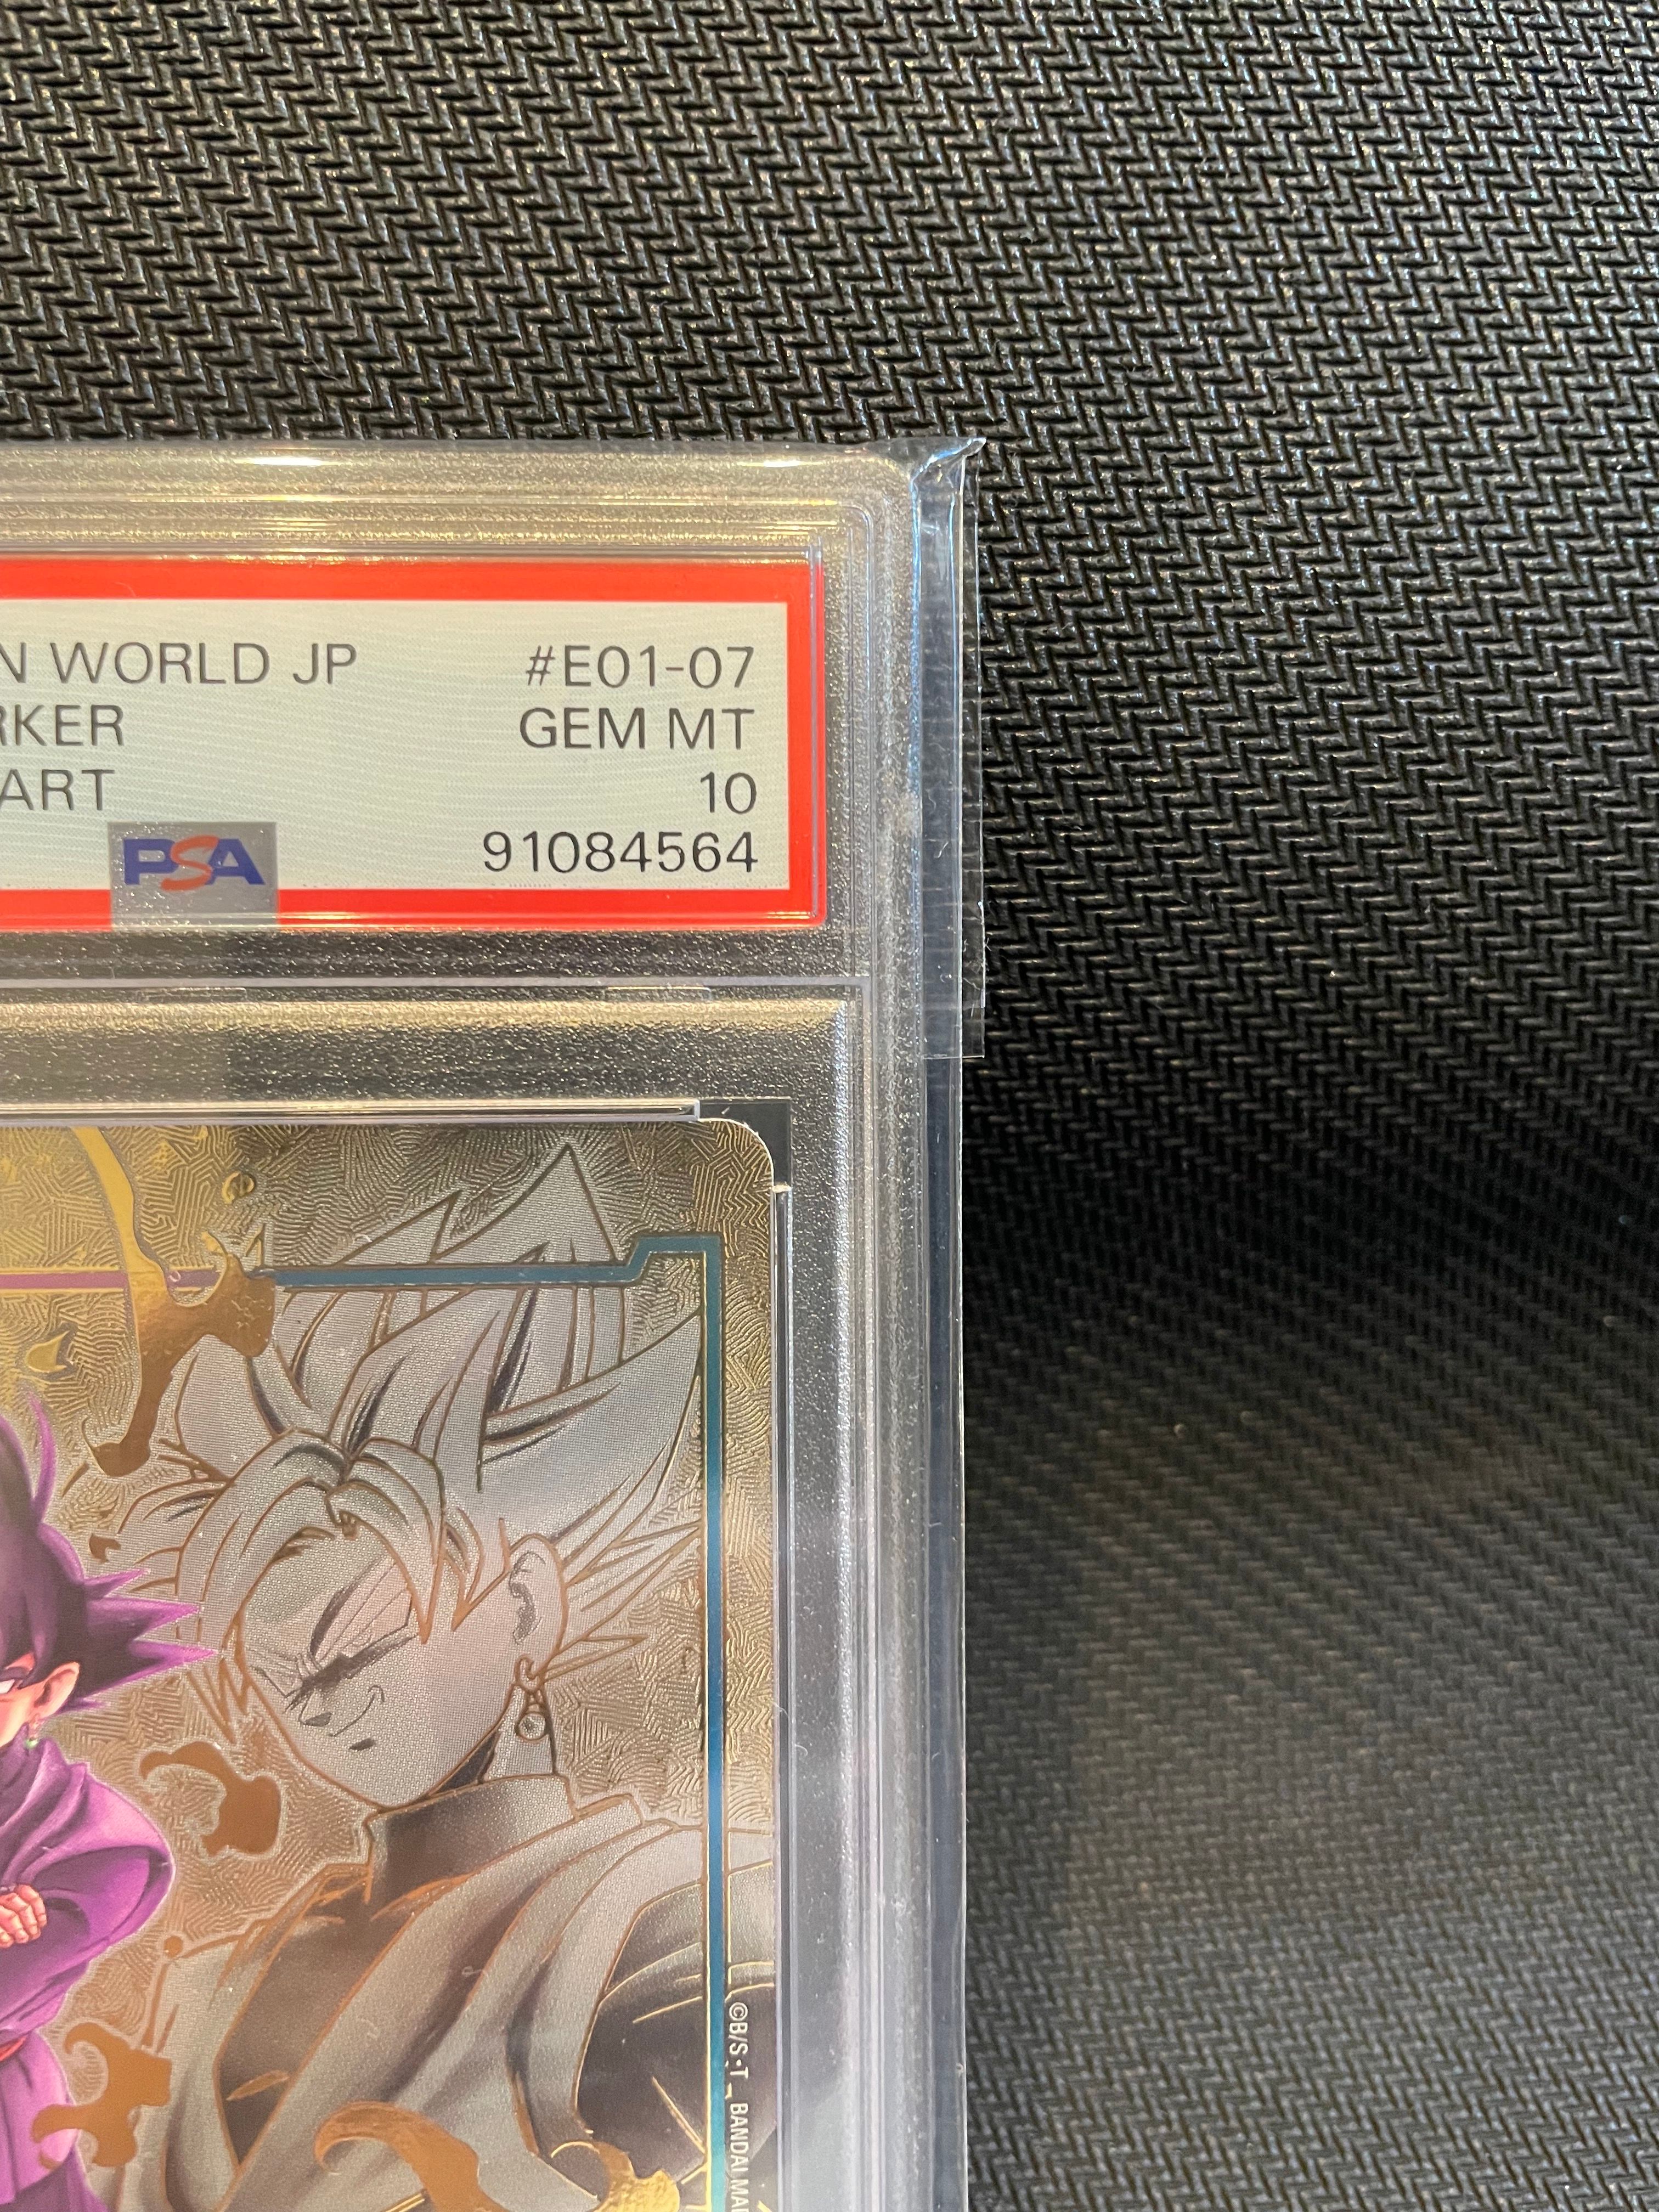 N WORLD JP #E01-07
RKER GEM MT
ART 10
PSA 91084564
©B/S・T
BANDAI